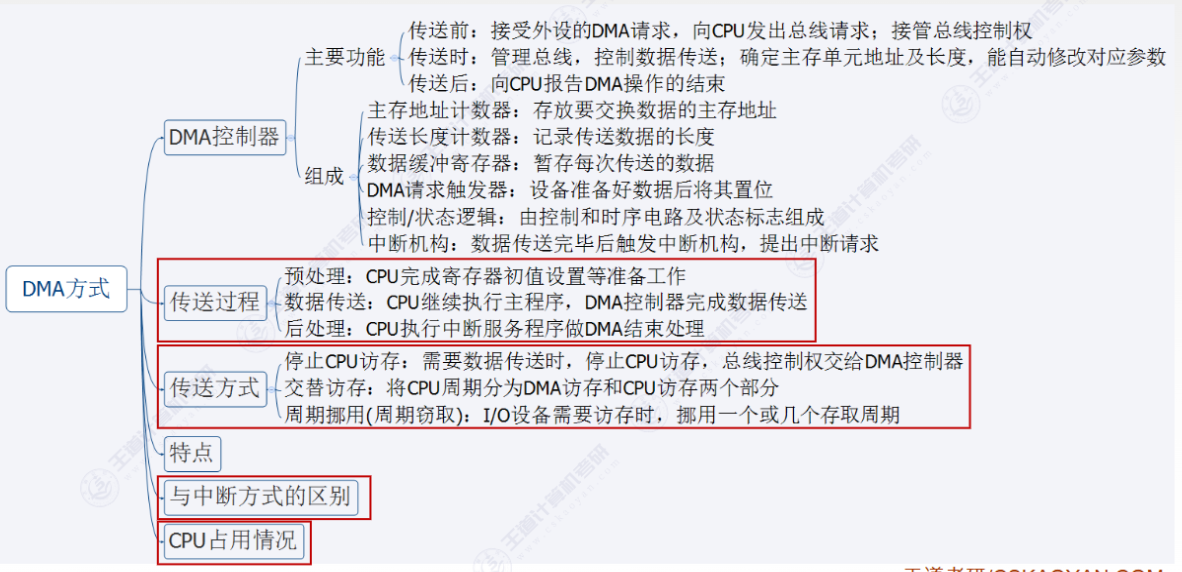 传送前：接受外设的DMA请求，向CPU发出总线请求；接管总线控制权
主要功能
传送时：管理总线，控制数据传送；确定主存单元地址及长度，能自动修改对应参数
传送后：向CPU报告DMA操作的结束
主存地址计数器：存放要交换数据的主存地址
DMA控制器
传送长度计数器：记录传送数据的长度
数据缓冲寄存器：暂存每次传送的数据
组成
DMA请求触发器：设备准备好数据后将其置位
控制/状态逻辑：由控制和时序电路及状态标志组成
中断机构：数据传送完毕后触发中断机构，提出中断请求
DMA方式
预处理：CPU完成寄存器初值设置等准备工作
传送过程
数据传送：CPU继续执行主程序，DMA控制器完成数据传送
后处理：CPU执行中断服务程序做DMA结束处理
停止CPU访存：需要数据传送时，停止CPU访存，总线控制权交给DMA控制器
传送方式
交替访存：将CPU周期分为DMA访存和CPU访存两个部分
周期挪用(周期窃取)：I/O设备需要访存时，挪用一个或几个存取周期
特点
与中断方式的区别
CPU占用情况